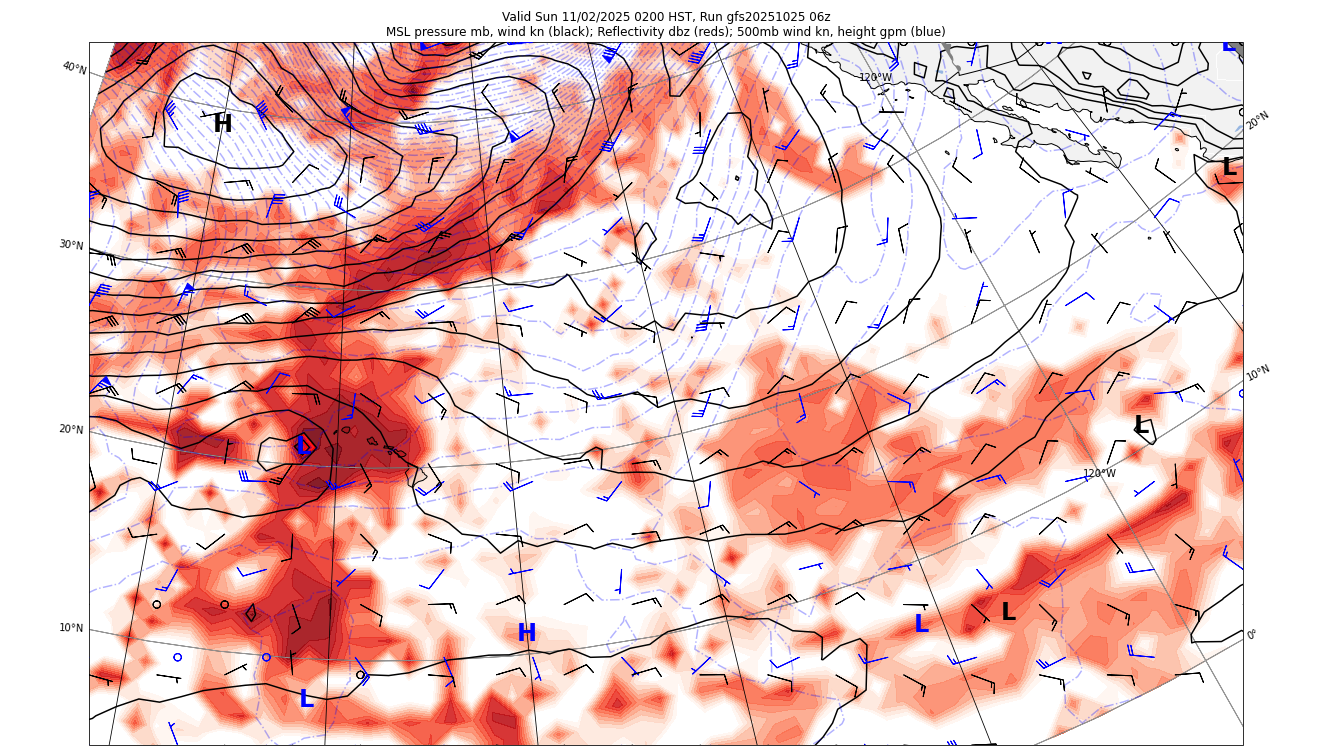 Valid Sun 11/02/2025 0200 HST, Run gfs20251025 06z
MSL pressure mb, wind kn (black); Reflectivity dbz (reds); 500mb wind kn, height gpm (blue)
L
40°N
120°W
H
20°N
L
30°N
10°N
20°N
L
L
120°W
10°N
H
L
L
0°
L